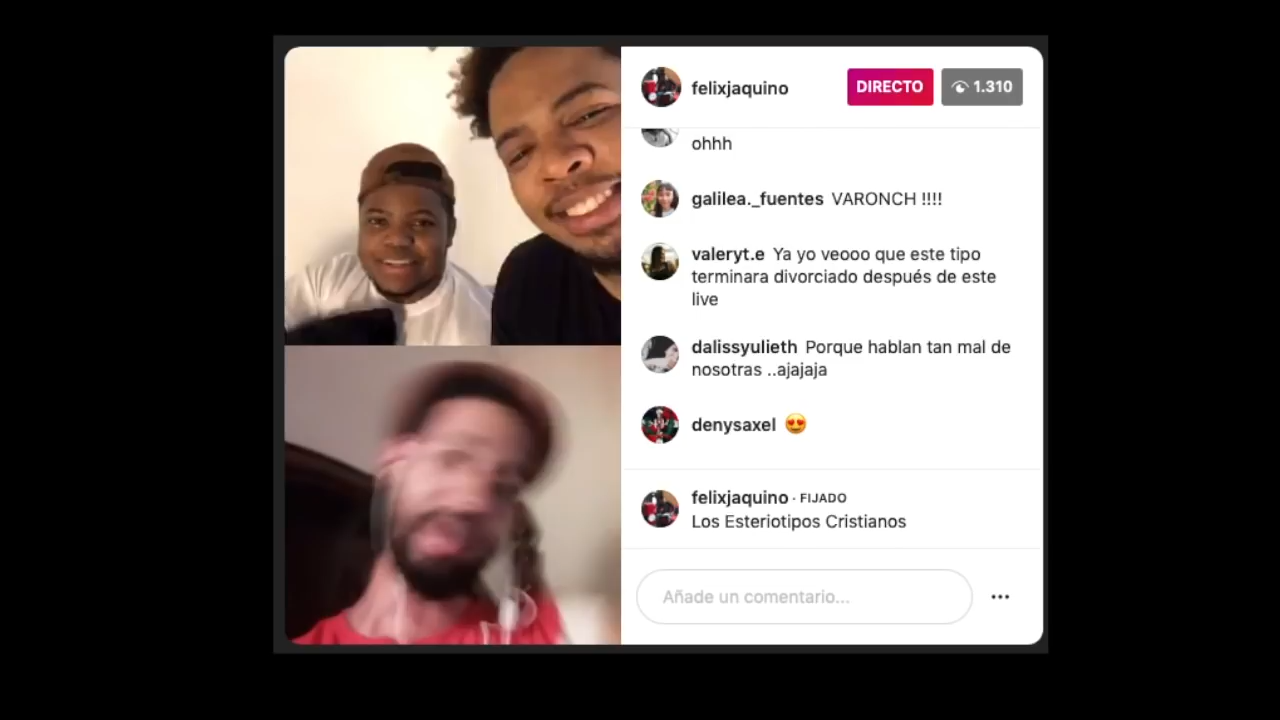 felixjaquino
DIRECTO
1.310
ohhh
galilea._fuentes VARONCH !!!!
valeryt.e Ya yo veooo que este tipo
terminara divorciado después de este
live
dalissyulieth Porque hablan tan mal de
nosotras ..ajajaja
denysaxel 😍
felixjaquino · FIJADO
Los Esteriotipos Cristianos
Añade un comentario...